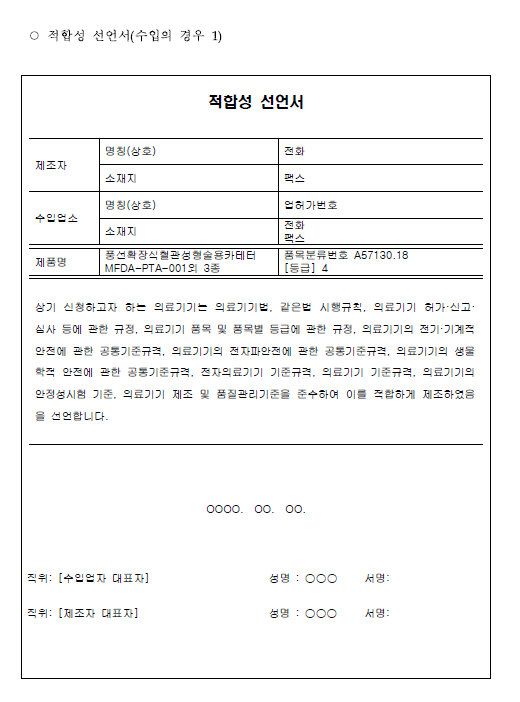 ○ 적합성 선언서(수입의 경우 1)
적합성 선언서
제조자
명칭(상호)
전화
소재지
팩스
수입업소
명칭(상호)
업허가번호
소재지
전화
팩스
제품명
풍선확장식혈관성형술용카테터
MFDA-PTA-001외 3종
품목분류번호 A57130.18
[등급] 4
상기 신청하고자 하는 의료기기는 의료기기법, 같은법 시행규칙, 의료기기 허가·신고·
심사 등에 관한 규정, 의료기기 품목 및 품목별 등급에 관한 규정, 의료기기의 전기·기계적
안전에 관한 공통기준규격, 의료기기의 전자파안전에 관한 공통기준규격, 의료기기의 생물
학적 안전에 관한 공통기준규격, 전자의료기기 기준규격, 의료기기 기준규격, 의료기기의
안정성시험 기준, 의료기기 제조 및 품질관리기준을 준수하여 이를 적합하게 제조하였음
을 선언합니다.
OOOO. OO. OO.
직위: [수입업자 대표자] 성명 : ○○○ 서명:
직위: [제조자 대표자] 성명 : ○○○ 서명: